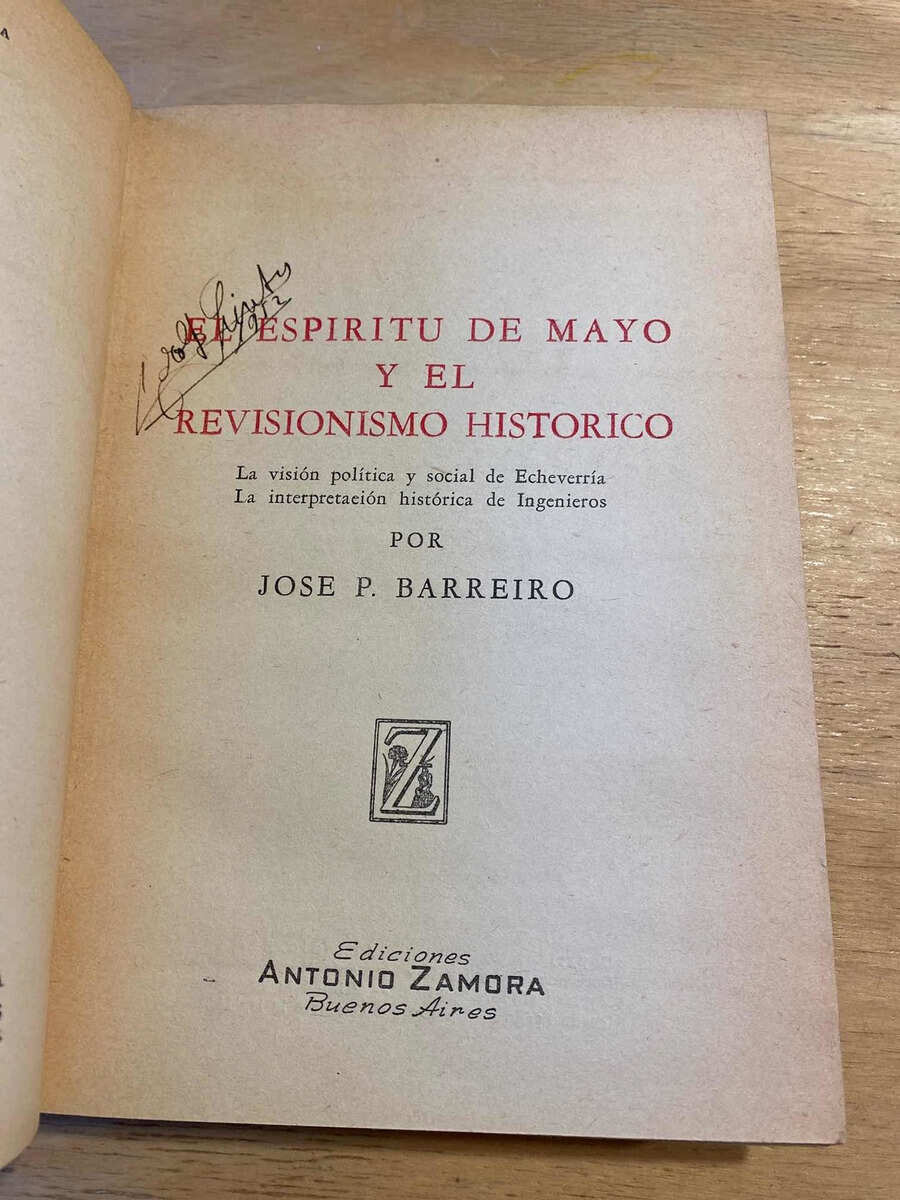 EL ESPIRITU DE MAYO
Y EL
REVISIONISMO HISTORICO
La visión política y social de Echeverría
La interpretaeión histórica de Ingenieros
POR
JOSE P. BARREIRO
Z
Ediciones
ANTONIO ZAMORA
Buenos Aires